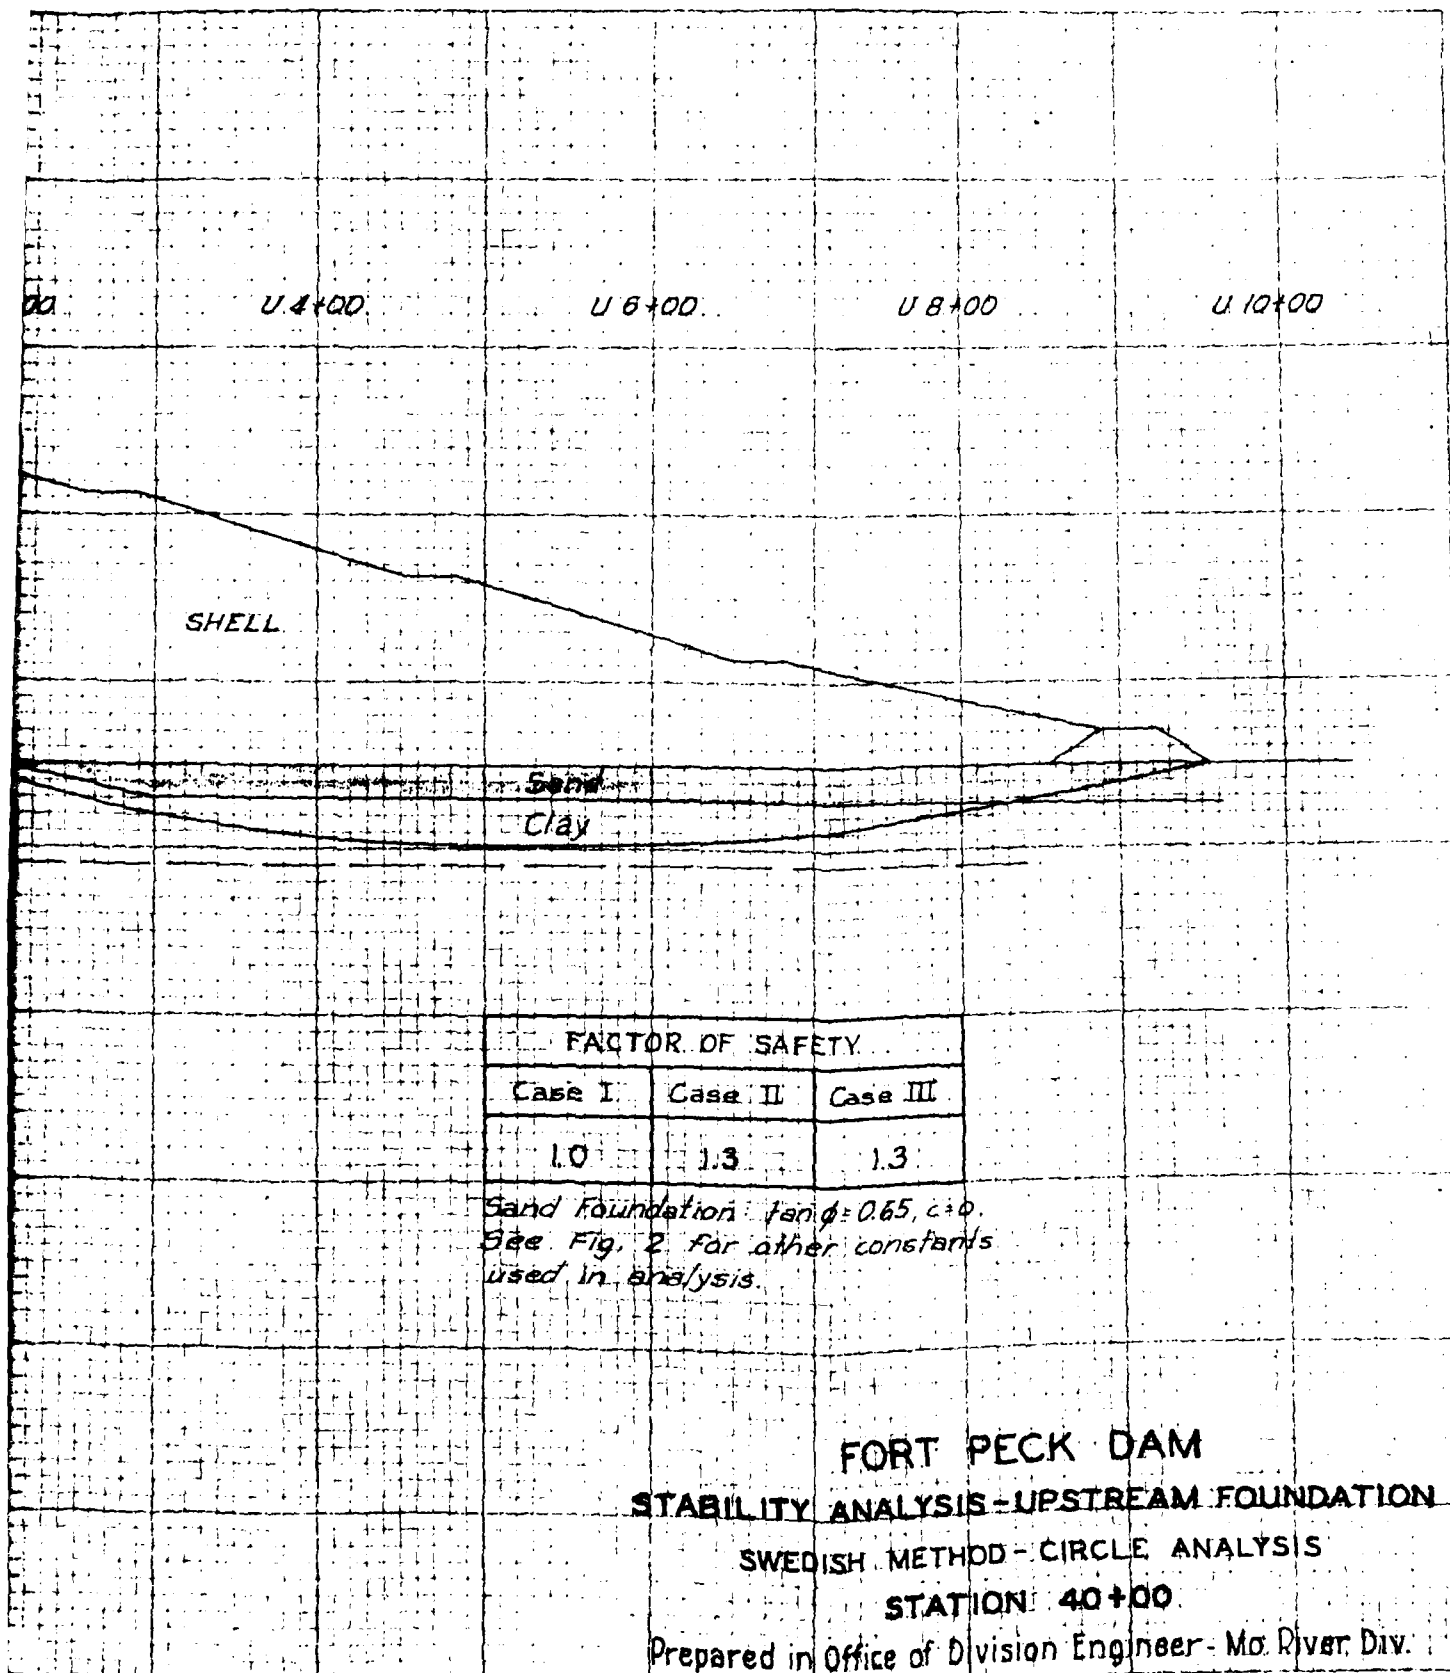 00 U 4+00 U 6+00 U 8+00 U 10+00
SHELL
Sand
Clay
FACTOR OF SAFETY
Case I Case II Case III
1.0 1.3 1.3
Sand Foundation tan φ = 0.65, c = 0.
See Fig. 2 for other constants
used in analysis.
FORT PECK DAM
STABILITY ANALYSIS - UPSTREAM FOUNDATION
SWEDISH METHOD - CIRCLE ANALYSIS
STATION 40+00
Prepared in Office of Division Engineer - Mo. River Div.